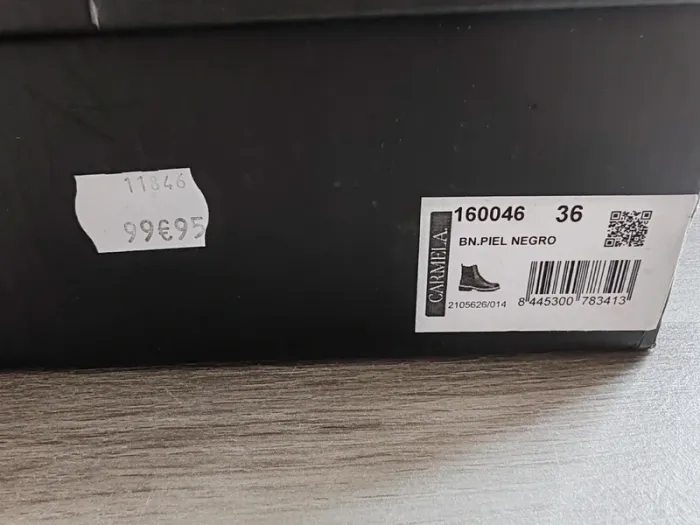 11846
99€95
CARMELA.
160046 36
BN.PIEL NEGRO
2105626/014
8 445300 783413